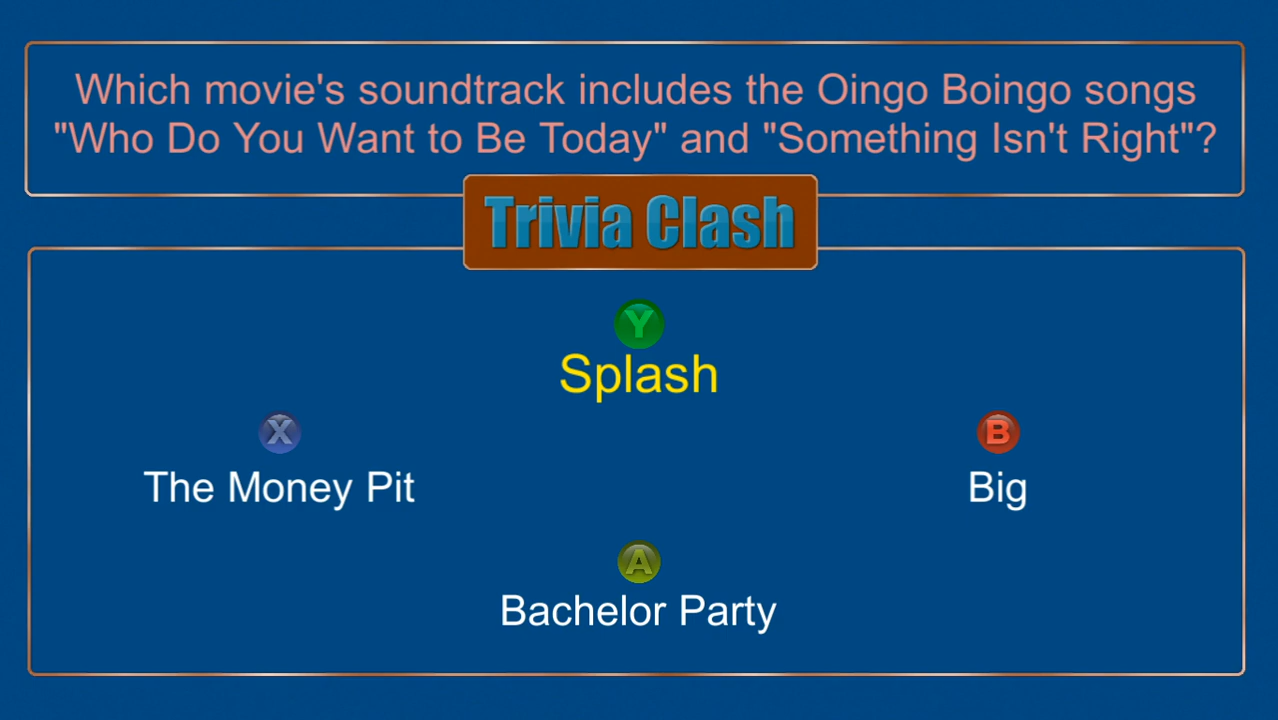 Which movie's soundtrack includes the Oingo Boingo songs
"Who Do You Want to Be Today" and "Something Isn't Right"?
Trivia Clash
Y
Splash
X
B
The Money Pit
Big
A
Bachelor Party